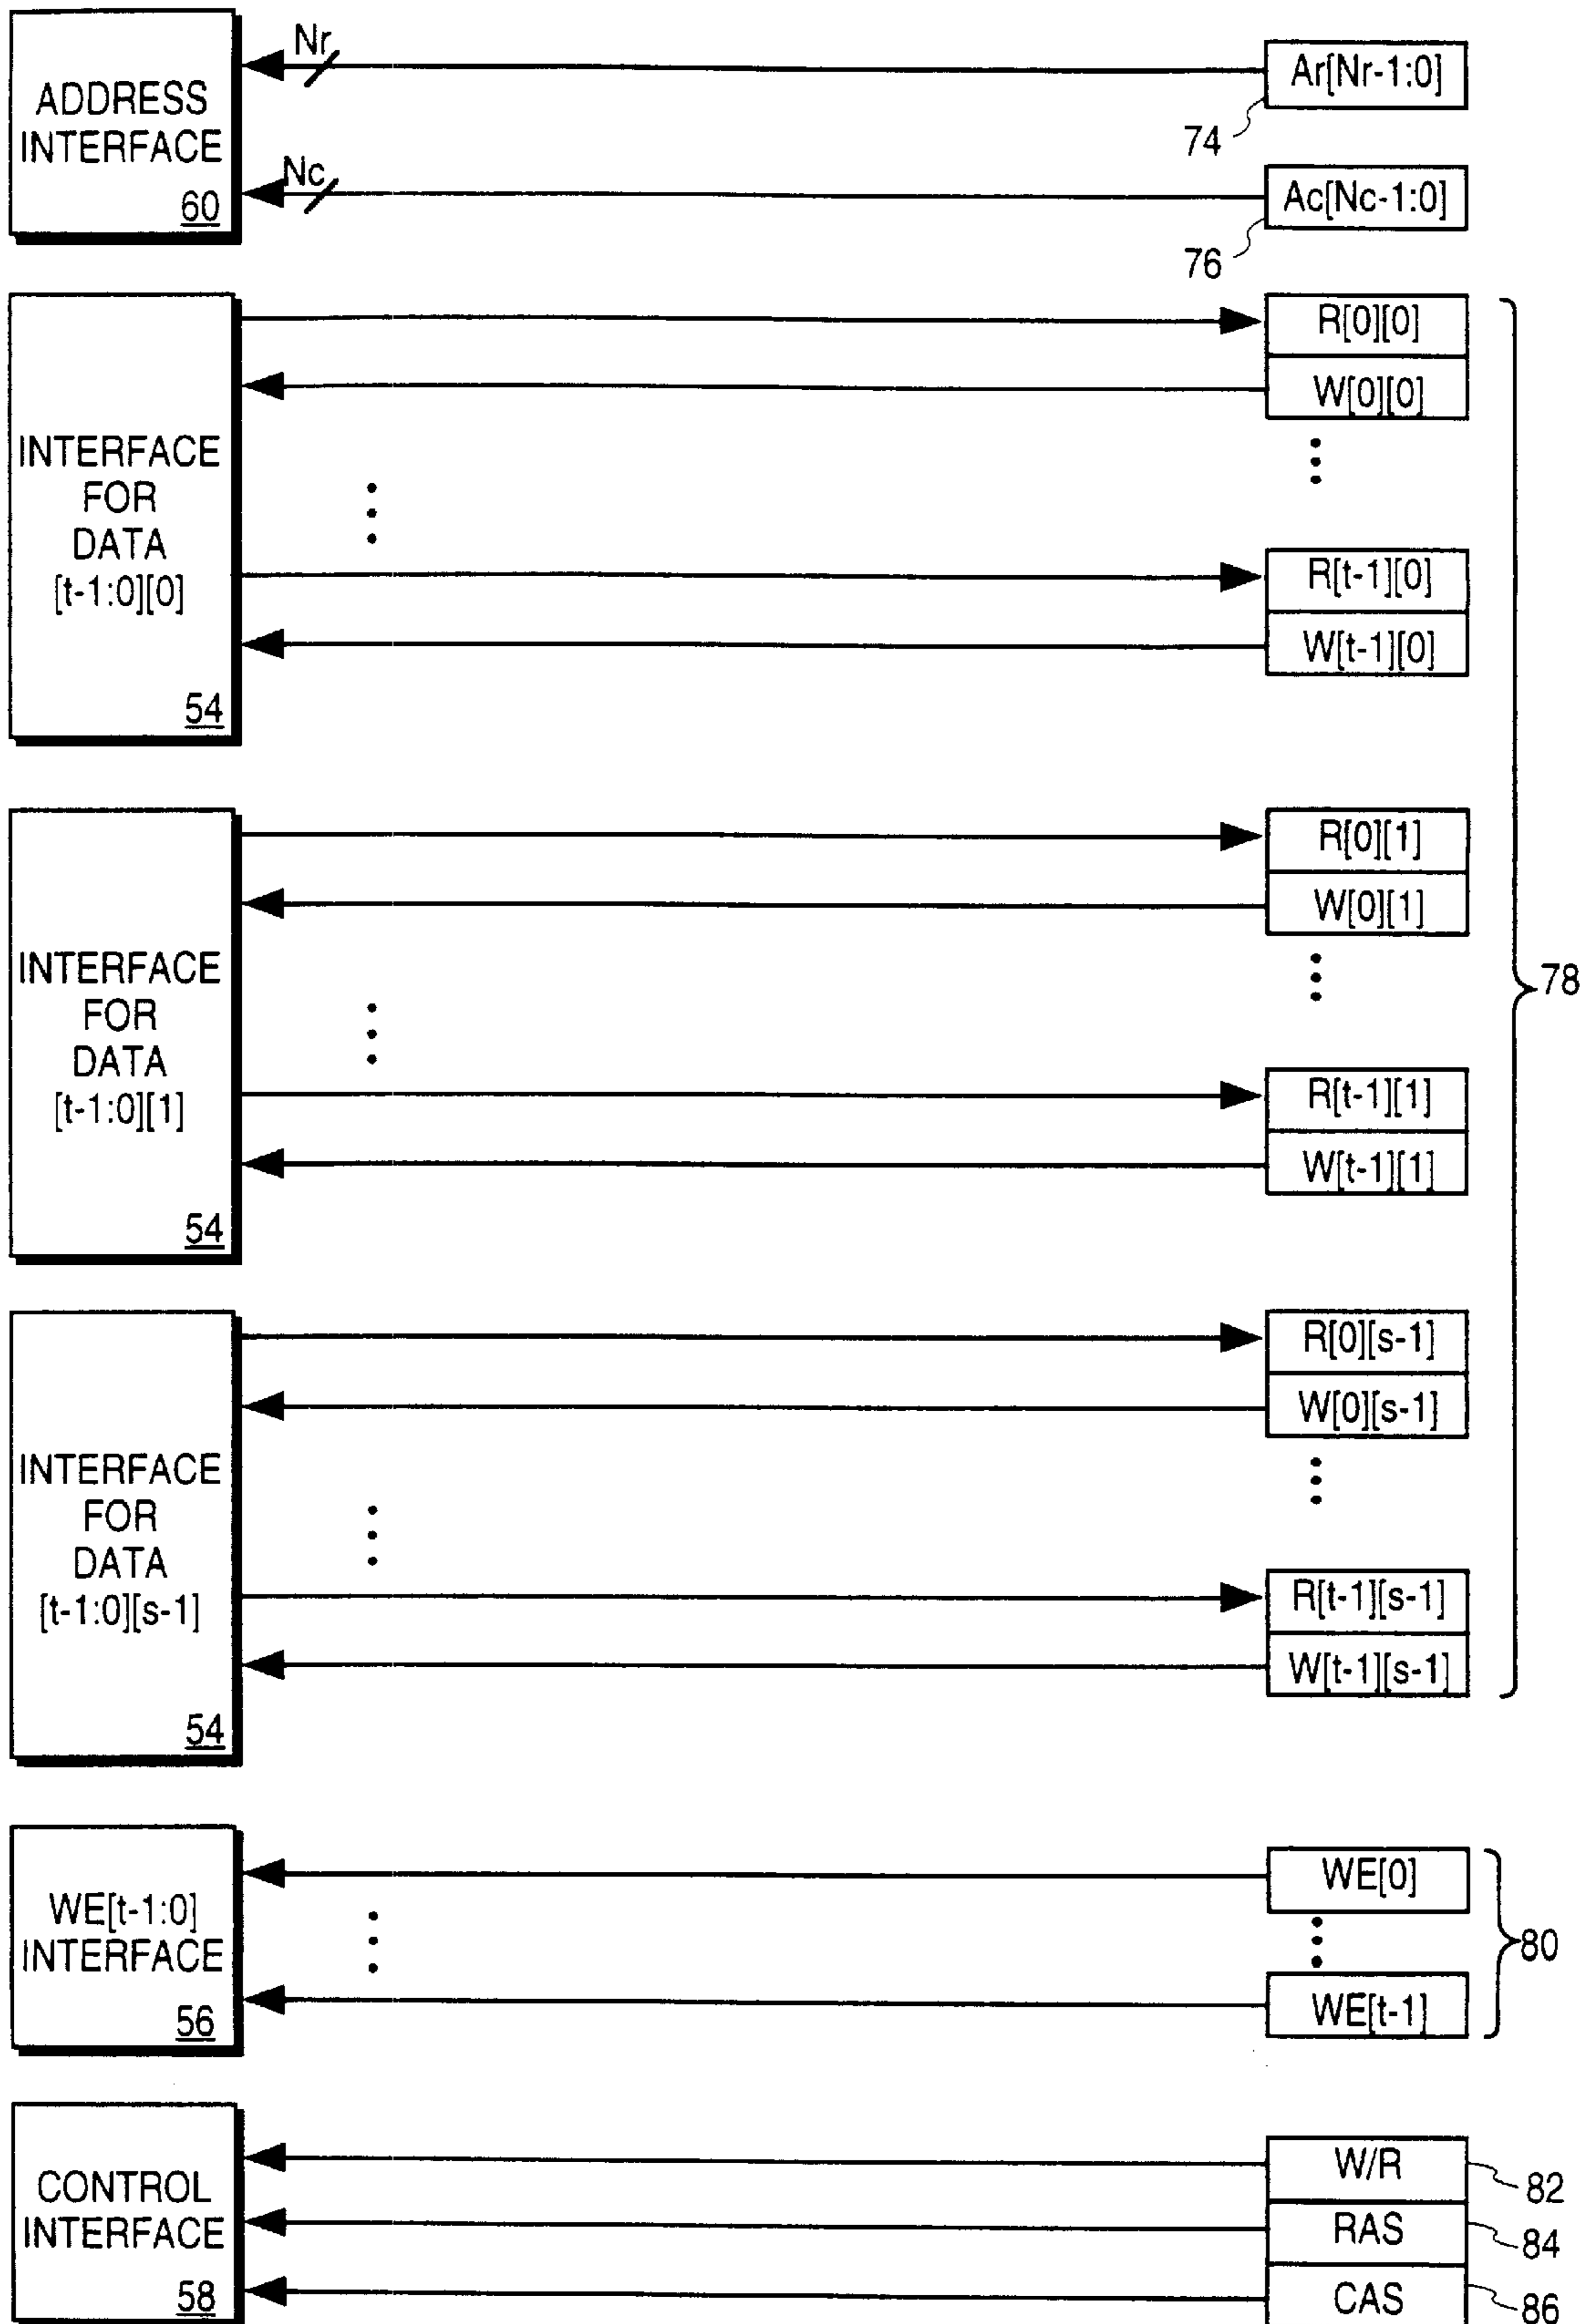 ADDRESS
INTERFACE
60
Nr
Nc
Ar[Nr-1:0]
74
Ac[Nc-1:0]
76
INTERFACE
FOR
DATA
[t-1:0][0]
54
R[0][0]
W[0][0]
R[t-1][0]
W[t-1][0]
INTERFACE
FOR
DATA
[t-1:0][1]
54
R[0][1]
W[0][1]
R[t-1][1]
W[t-1][1]
78
INTERFACE
FOR
DATA
[t-1:0][s-1]
54
R[0][s-1]
W[0][s-1]
R[t-1][s-1]
W[t-1][s-1]
WE[t-1:0]
INTERFACE
56
WE[0]
WE[t-1]
80
CONTROL
INTERFACE
58
W/R
82
RAS
84
CAS
86